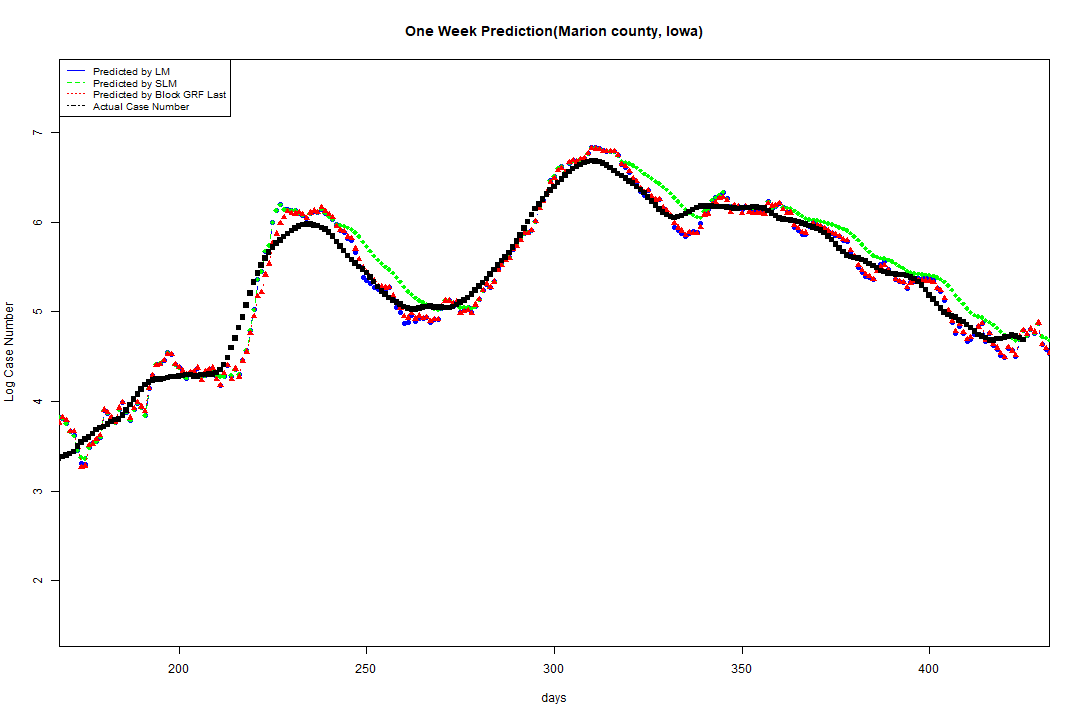 One Week Prediction(Marion county, Iowa)
Predicted by LM
Predicted by SLM
Predicted by Block GRF Last
Actual Case Number
Log Case Number
7
6
5
4
3
2
200 250 300 350 400
days